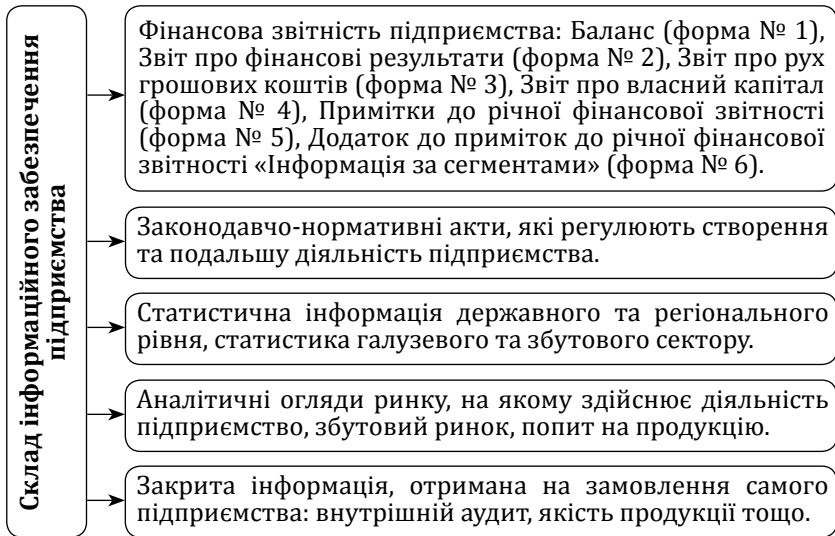 Склад інформаційного забезпечення
підприємства
Фінансова звітність підприємства: Баланс (форма № 1),
Звіт про фінансові результати (форма № 2), Звіт про рух
грошових коштів (форма № 3), Звіт про власний капітал
(форма № 4), Примітки до річної фінансової звітності
(форма № 5), Додаток до приміток до річної фінансової
звітності «Інформація за сегментами» (форма № 6).
Законодавчо-нормативні акти, які регулюють створення
та подальшу діяльність підприємства.
Статистична інформація державного та регіонального
рівня, статистика галузевого та збутового сектору.
Аналітичні огляди ринку, на якому здійснює діяльність
підприємство, збутовий ринок, попит на продукцію.
Закрита інформація, отримана на замовлення самого
підприємства: внутрішній аудит, якість продукції тощо.